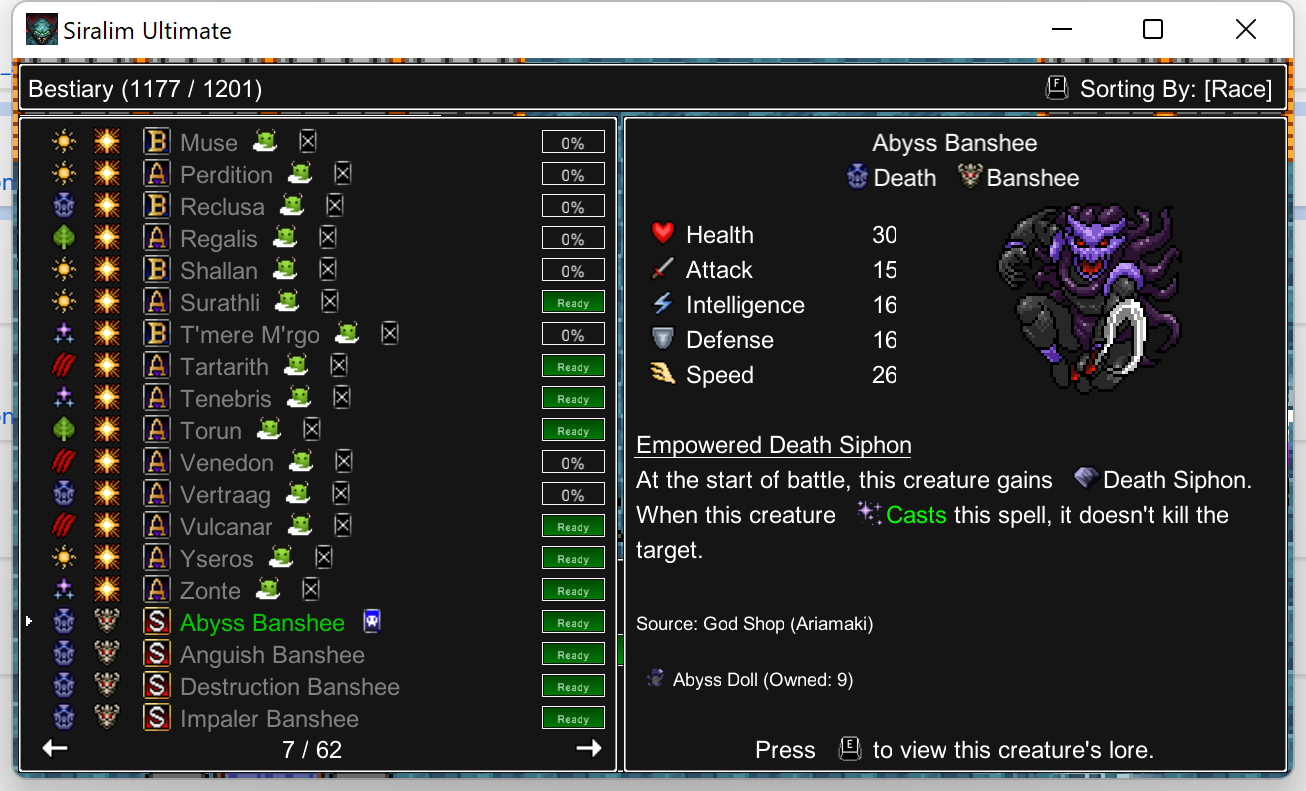 Siralim Ultimate
Bestiary (1177 / 1201)
F Sorting By: [Race]
B Muse 0%
A Perdition 0%
B Reclusa 0%
A Regalis 0%
B Shallan 0%
A Surathli Ready
B T'mere M'rgo 0%
A Tartarith Ready
A Tenebris Ready
A Torun Ready
A Venedon 0%
A Vertraag 0%
A Vulcanar Ready
A Yseros Ready
A Zonte Ready
S Abyss Banshee Ready
S Anguish Banshee Ready
S Destruction Banshee Ready
S Impaler Banshee Ready
7 / 62
Abyss Banshee
Death Banshee
Health 30
Attack 15
Intelligence 16
Defense 16
Speed 26
Empowered Death Siphon
At the start of battle, this creature gains Death Siphon.
When this creature Casts this spell, it doesn't kill the
target.
Source: God Shop (Ariamaki)
Abyss Doll (Owned: 9)
Press E to view this creature's lore.